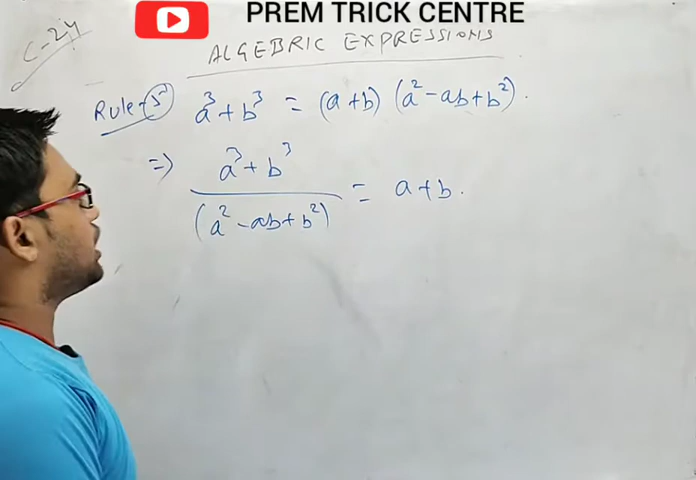 PREM TRICK CENTRE
C-24
ALGEBRIC EXPRESSIONS
Rule-5 a³ + b³ = (a+b) (a² - ab + b²).
⇒ a³ + b³ / (a² - ab + b²) = a + b.